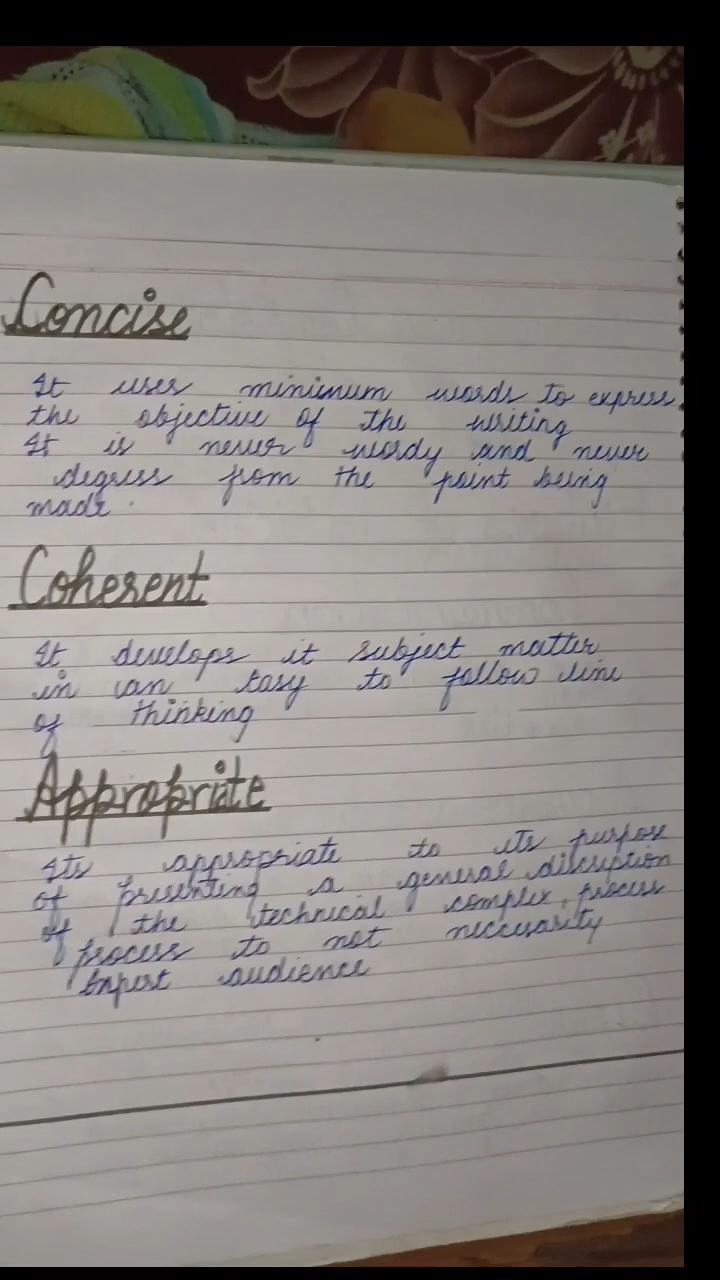 Concise
It uses minimum words to express
the objective of the writing
It is never wordy and never
degress from the point being
made.
Coherent
It develops it subject matter
in an easy to follow line
of thinking
Appropriate
Its appropriate to its purpose
of presenting a general discription
of the technical complex, process
process to not neccusarity
Expert audience